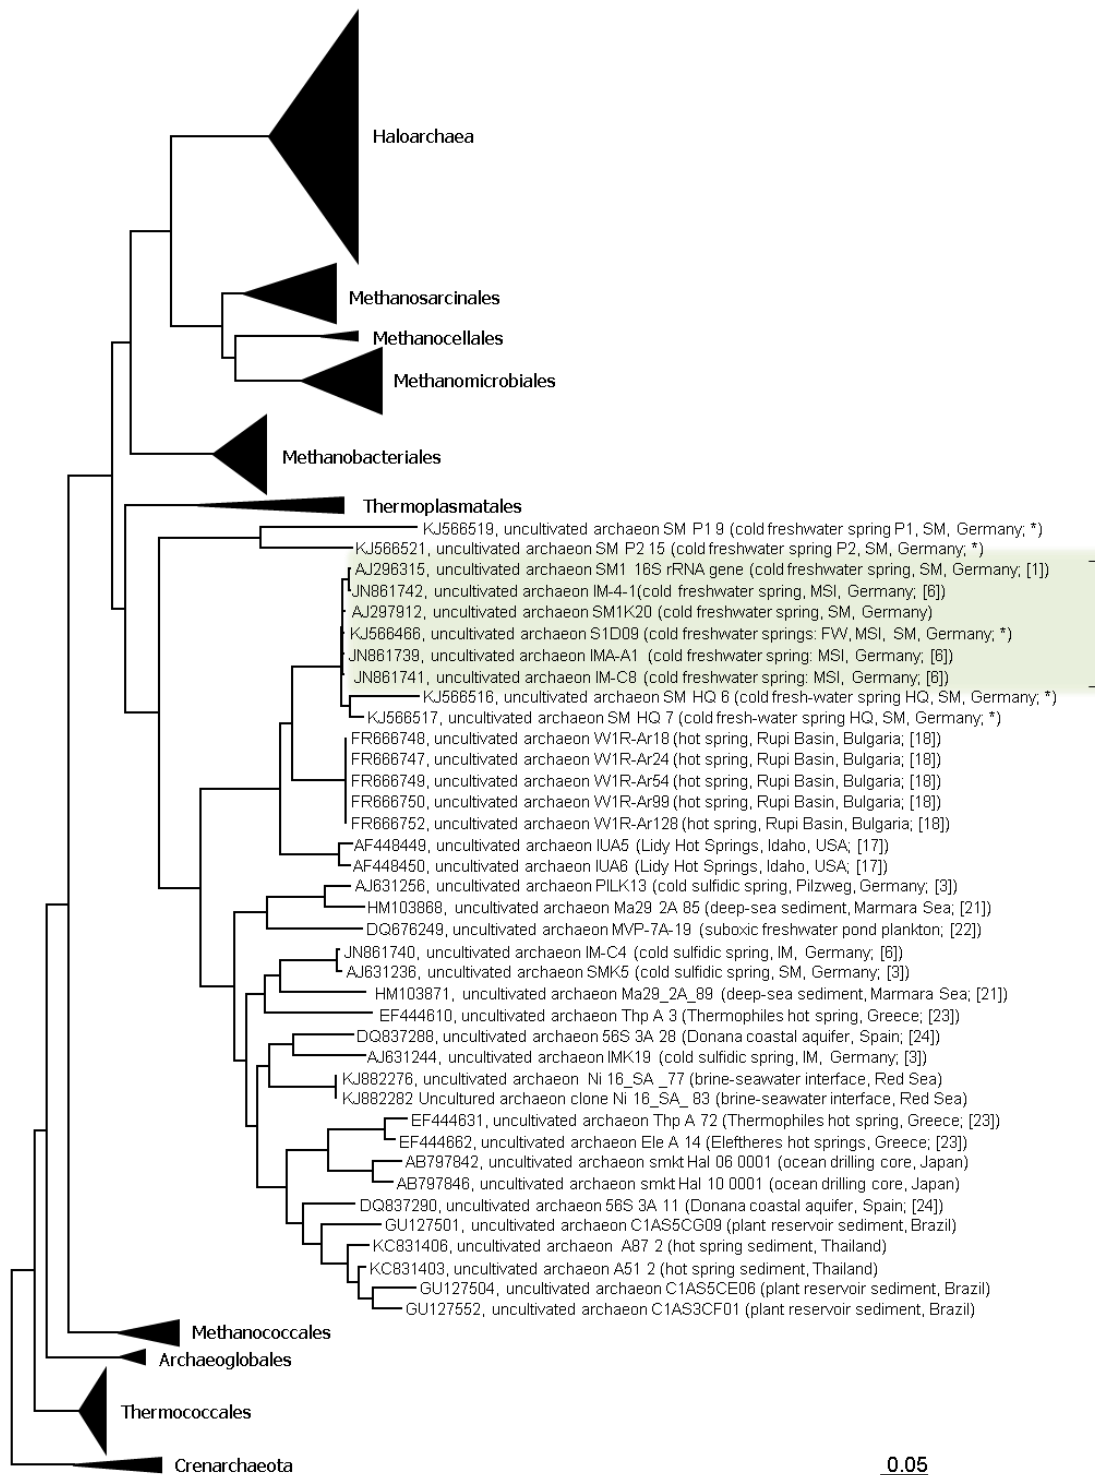 Haloarchaea
Methanosarcinales
Methanocellales
Methanomicrobiales
Methanobacteriales
Thermoplasmatales
KJ566519, uncultivated archaeon SM P1 9 (cold freshwater spring P1, SM, Germany; *)
KJ566521, uncultivated archaeon SM P2 15 (cold freshwater spring P2, SM, Germany; *)
AJ296315, uncultivated archaeon SM1 16S rRNA gene (cold freshwater spring, SM, Germany; [1])
JN861742, uncultivated archaeon IM-4-1(cold freshwater spring, MSI, Germany; [6])
AJ297912, uncultivated archaeon SM1K20 (cold freshwater spring, SM, Germany)
KJ566466, uncultivated archaeon S1D09 (cold freshwater springs: FW, MSI, SM, Germany; *)
JN861739, uncultivated archaeon IMA-A1 (cold freshwater spring: MSI, Germany; [6])
JN861741, uncultivated archaeon IM-C8 (cold freshwater spring: MSI, Germany; [6])
KJ566516, uncultivated archaeon SM HQ 6 (cold fresh-water spring HQ, SM, Germany; *)
KJ566517, uncultivated archaeon SM HQ 7 (cold fresh-water spring HQ, SM, Germany; *)
FR666748, uncultivated archaeon W1R-Ar18 (hot spring, Rupi Basin, Bulgaria; [18])
FR666747, uncultivated archaeon W1R-Ar24 (hot spring, Rupi Basin, Bulgaria; [18])
FR666749, uncultivated archaeon W1R-Ar54 (hot spring, Rupi Basin, Bulgaria; [18])
FR666750, uncultivated archaeon W1R-Ar99 (hot spring, Rupi Basin, Bulgaria; [18])
FR666752, uncultivated archaeon W1R-Ar128 (hot spring, Rupi Basin, Bulgaria; [18])
AF448449, uncultivated archaeon IUA5 (Lidy Hot Springs, Idaho, USA; [17])
AF448450, uncultivated archaeon IUA6 (Lidy Hot Springs, Idaho, USA; [17])
AJ631256, uncultivated archaeon PILK13 (cold sulfidic spring, Pilzweg, Germany; [3])
HM103868, uncultivated archaeon Ma29 2A 85 (deep-sea sediment, Marmara Sea; [21])
DQ676249, uncultivated archaeon MVP-7A-19 (suboxic freshwater pond plankton; [22])
JN861740, uncultivated archaeon IM-C4 (cold sulfidic spring, IM, Germany; [6])
AJ631236, uncultivated archaeon SMK5 (cold sulfidic spring, SM, Germany; [3])
HM103871, uncultivated archaeon Ma29_2A_89 (deep-sea sediment, Marmara Sea; [21])
EF444610, uncultivated archaeon Thp A 3 (Thermophiles hot spring, Greece; [23])
DQ837288, uncultivated archaeon 56S 3A 28 (Donana coastal aquifer, Spain; [24])
AJ631244, uncultivated archaeon IMK19 (cold sulfidic spring, IM, Germany; [3])
KJ882276, uncultivated archaeon Ni 16_SA _77 (brine-seawater interface, Red Sea)
KJ882282 Uncultured archaeon clone Ni 16_SA_ 83 (brine-seawater interface, Red Sea)
EF444631, uncultivated archaeon Thp A 72 (Thermophiles hot spring, Greece; [23])
EF444662, uncultivated archaeon Ele A 14 (Eleftheres hot springs, Greece; [23])
AB797842, uncultivated archaeon smkt Hal 06 0001 (ocean drilling core, Japan)
AB797846, uncultivated archaeon smkt Hal 10 0001 (ocean drilling core, Japan)
DQ837290, uncultivated archaeon 56S 3A 11 (Donana coastal aquifer, Spain; [24])
GU127501, uncultivated archaeon C1AS5CG09 (plant reservoir sediment, Brazil)
KC831406, uncultivated archaeon A87 2 (hot spring sediment, Thailand)
KC831403, uncultivated archaeon A51 2 (hot spring sediment, Thailand)
GU127504, uncultivated archaeon C1AS5CE06 (plant reservoir sediment, Brazil)
GU127552, uncultivated archaeon C1AS3CF01 (plant reservoir sediment, Brazil)
Methanococcales
Archaeoglobales
Thermococcales
Crenarchaeota
0.05